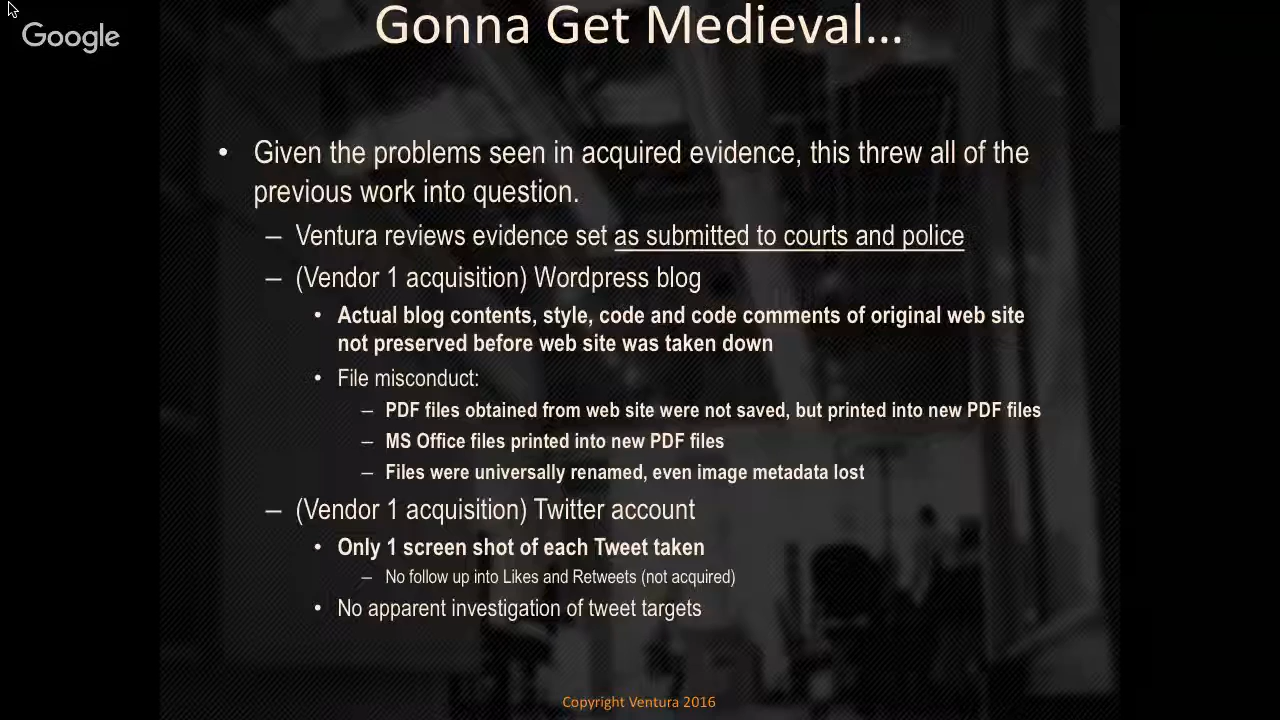 Google
Gonna Get Medieval...
• Given the problems seen in acquired evidence, this threw all of the
previous work into question.
– Ventura reviews evidence set as submitted to courts and police
– (Vendor 1 acquisition) Wordpress blog
• Actual blog contents, style, code and code comments of original web site
not preserved before web site was taken down
• File misconduct:
– PDF files obtained from web site were not saved, but printed into new PDF files
– MS Office files printed into new PDF files
– Files were universally renamed, even image metadata lost
– (Vendor 1 acquisition) Twitter account
• Only 1 screen shot of each Tweet taken
– No follow up into Likes and Retweets (not acquired)
• No apparent investigation of tweet targets
Copyright Ventura 2016